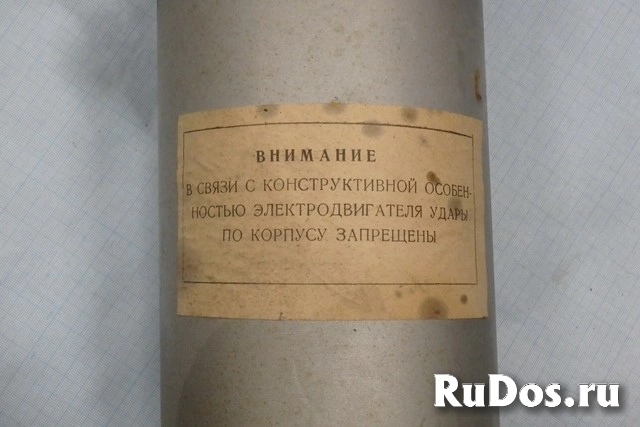 ВНИМАНИЕ
В СВЯЗИ С КОНСТРУКТИВНОЙ ОСОБЕН-
НОСТЬЮ ЭЛЕКТРОДВИГАТЕЛЯ УДАРЫ
ПО КОРПУСУ ЗАПРЕЩЕНЫ
RuDos.ru